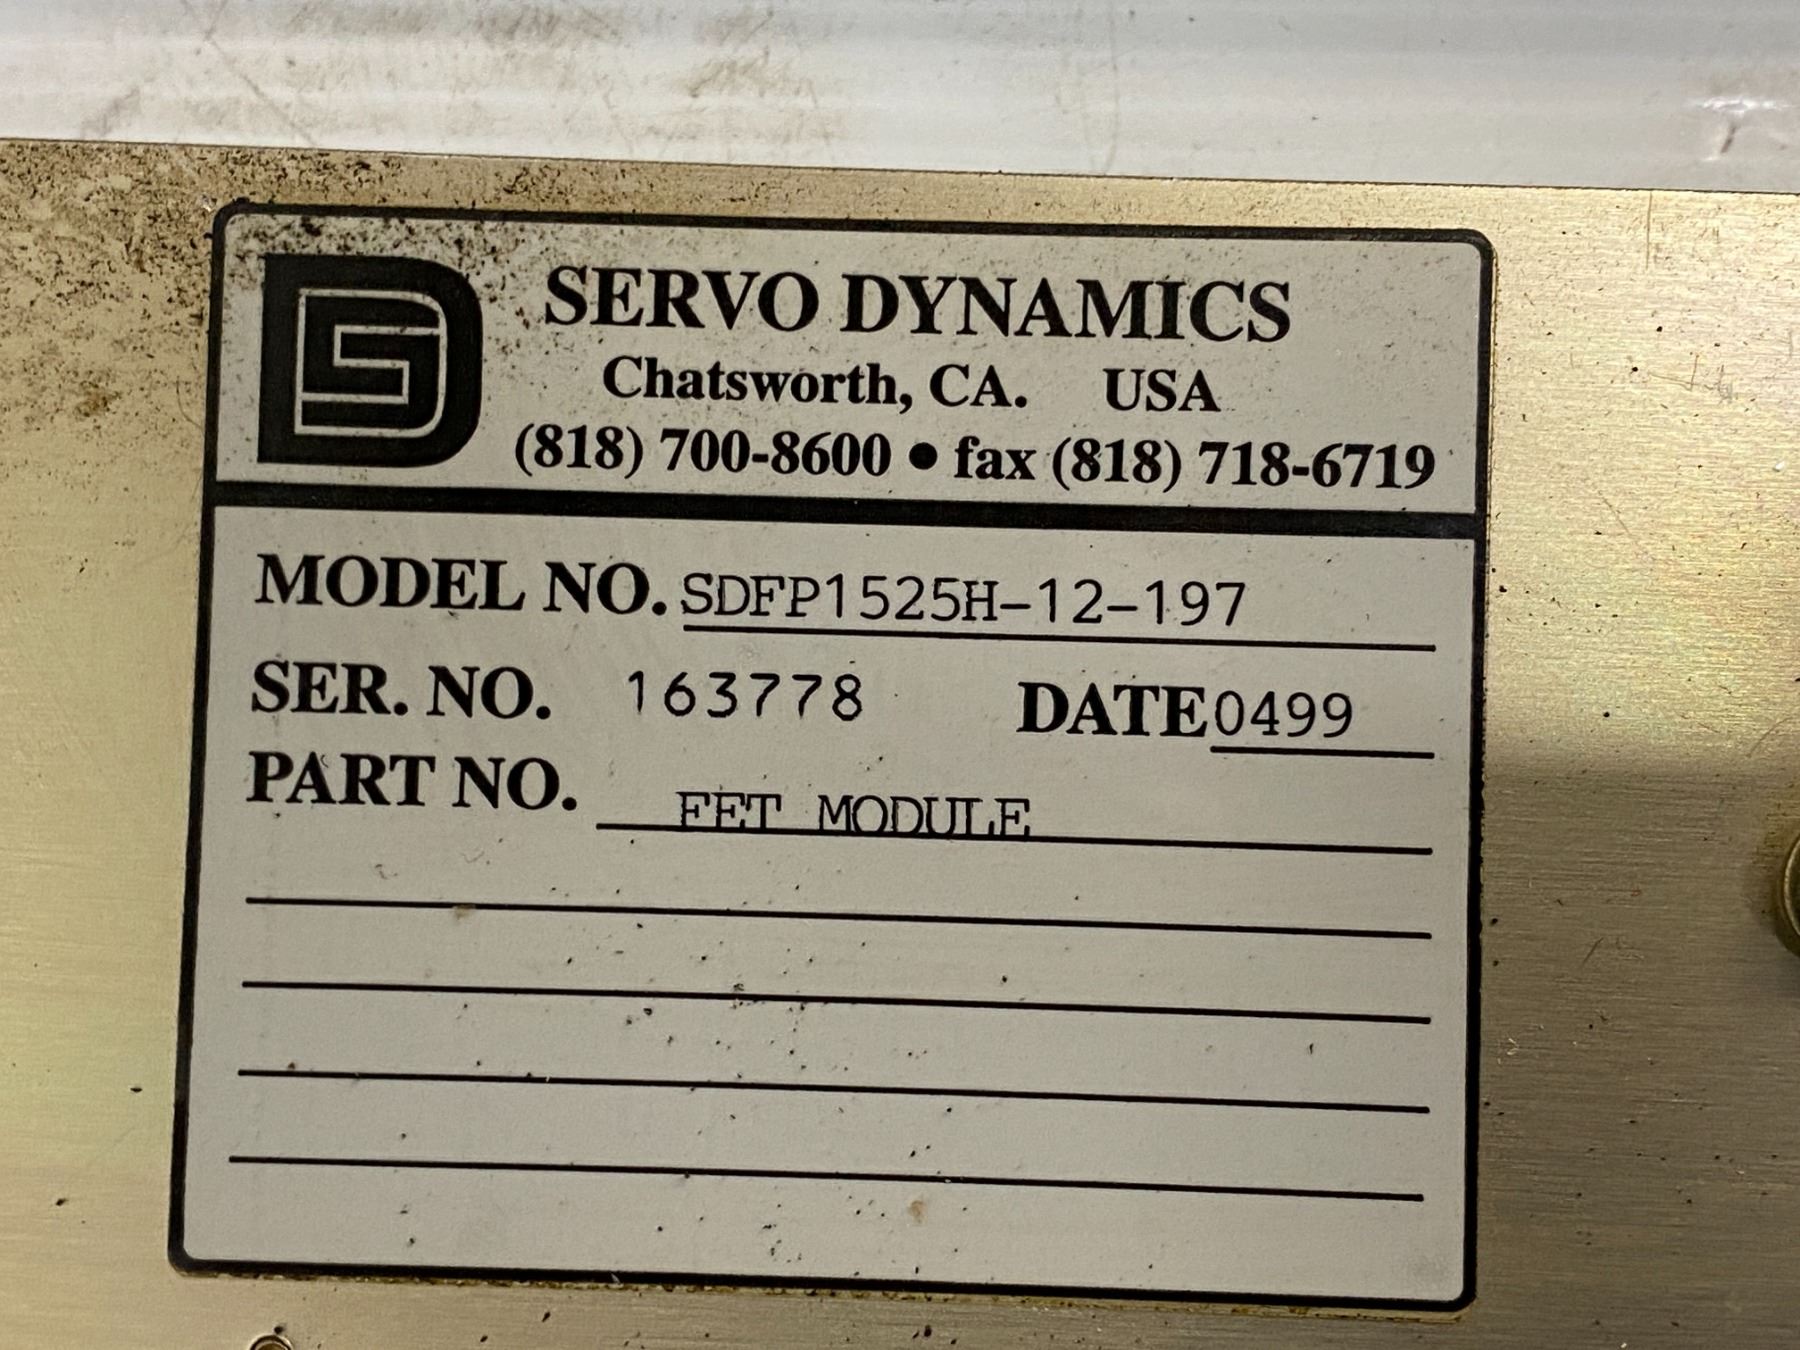 SD
SERVO DYNAMICS
Chatsworth, CA. USA
(818) 700-8600 • fax (818) 718-6719
MODEL NO. SDFP1525H-12-197
SER. NO. 163778 DATE 0499
PART NO. FET MODULE